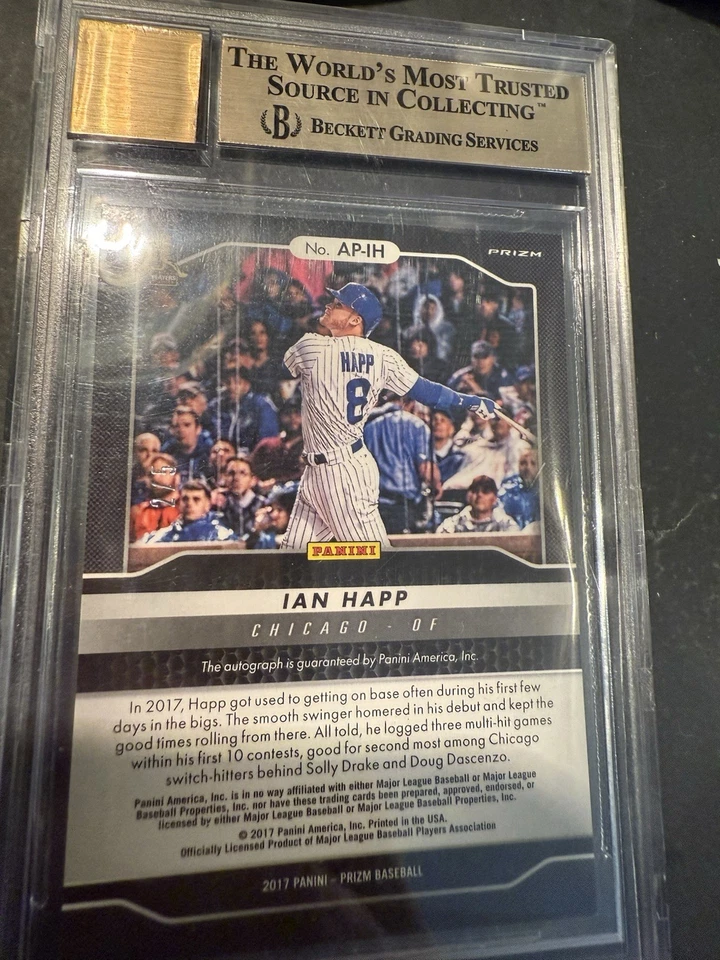 THE WORLD'S MOST TRUSTED
SOURCE IN COLLECTING™
B BECKETT GRADING SERVICES
No. AP-IH
PRIZM
PLAYERS
HAPP
8
PANINI
IAN HAPP
CHICAGO - OF
The autograph is guaranteed by Panini America, Inc.
In 2017, Happ got used to getting on base often during his first few
days in the bigs. The smooth swinger homered in his debut and kept the
good times rolling from there. All told, he logged three multi-hit games
within his first 10 contests, good for second most among Chicago
switch-hitters behind Solly Drake and Doug Dascenzo.
Panini America, Inc. is in no way affiliated with either Major League Baseball or Major League
Baseball Properties, Inc. nor have these trading cards been prepared, approved, endorsed, or
licensed by either Major League Baseball or Major League Baseball Properties, Inc.
© 2017 Panini America, Inc. Printed in the USA.
Officially Licensed Product of Major League Baseball Players Association
2017 PANINI – PRIZM BASEBALL